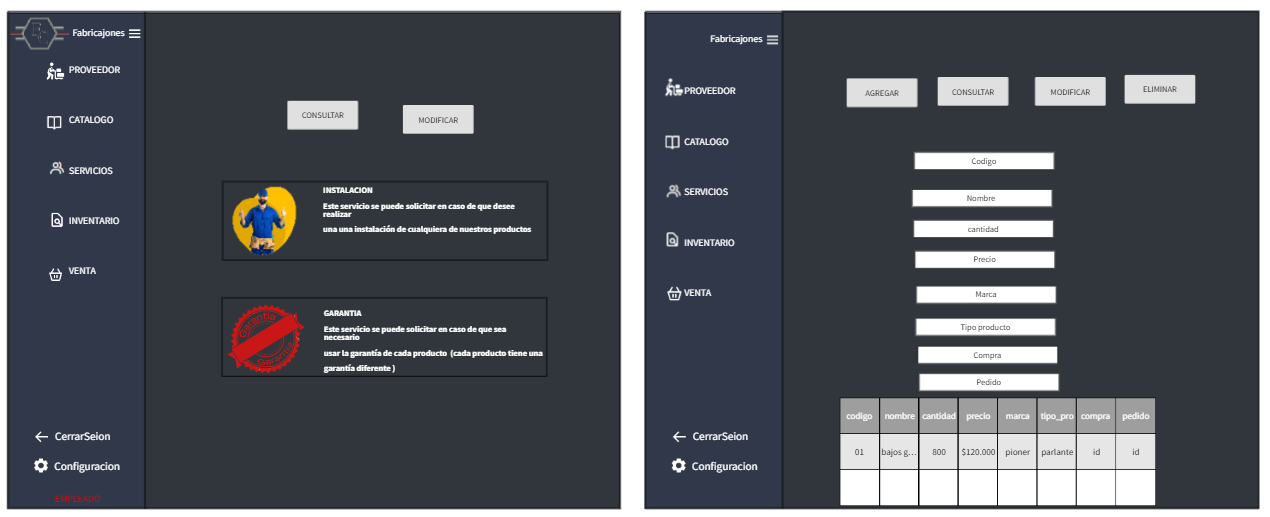 Fabricajones
PROVEEDOR
CATALOGO
SERVICIOS
INVENTARIO
VENTA
CerrarSeion
Configuracion
EMPLEADO
CONSULTAR
MODIFICAR
INSTALACION
Este servicio se puede solicitar en caso de que desee
realizar
una una instalación de cualquiera de nuestros productos
Garantia
Garantia
GARANTIA
Este servicio se puede solicitar en caso de que sea
necesario
usar la garantía de cada producto (cada producto tiene una
garantía diferente )
Fabricajones
PROVEEDOR
CATALOGO
SERVICIOS
INVENTARIO
VENTA
CerrarSeion
Configuracion
AGREGAR
CONSULTAR
MODIFICAR
ELIMINAR
Codigo
Nombre
cantidad
Precio
Marca
Tipo producto
Compra
Pedido
codigo nombre cantidad precio marca tipo_pro compra pedido
01 bajos g... 800 $120.000 pioner parlante id id